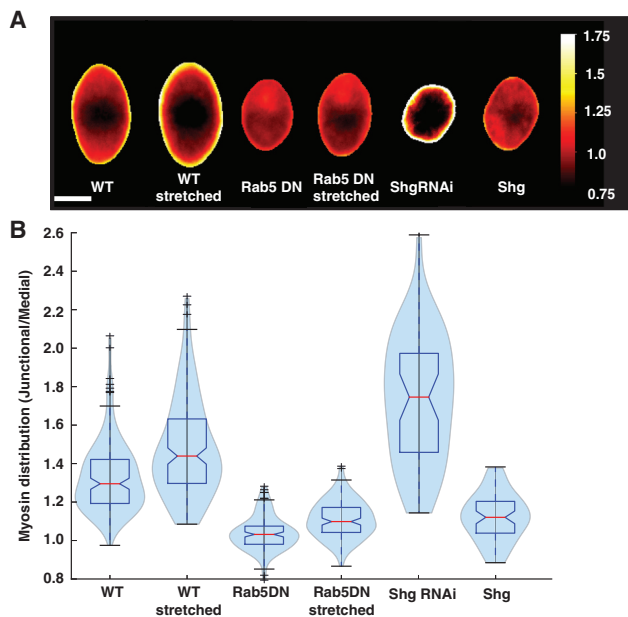 A
1.75
1.5
1.25
1.0
0.75
WT
WT
stretched
Rab5 DN
Rab5 DN
stretched
ShgRNAi
Shg
B
Myosin distribution (Junctional/Medial)
2.6
2.4
2.2
2.0
1.8
1.6
1.4
1.2
1.0
0.8
WT
WT
stretched
Rab5DN
Rab5DN
stretched
Shg RNAi
Shg